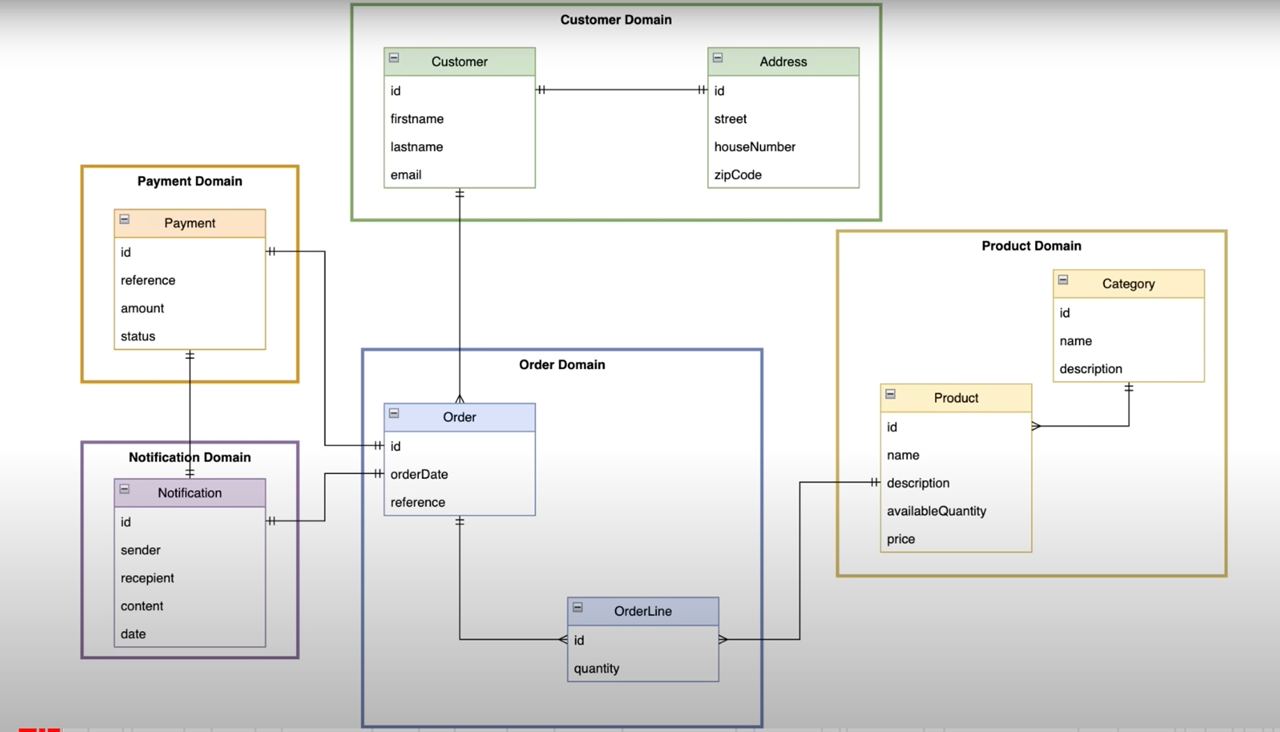 Customer Domain
Customer
id
firstname
lastname
email
Address
id
street
houseNumber
zipCode
Payment Domain
Payment
id
reference
amount
status
Product Domain
Category
id
name
description
Product
id
name
description
availableQuantity
price
Order Domain
Order
id
orderDate
reference
OrderLine
id
quantity
Notification Domain
Notification
id
sender
recepient
content
date